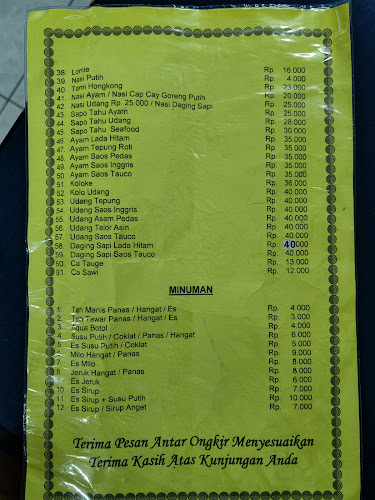 38. Lomie Rp. 16.000
39. Nasi Putih Rp. 4.000
40 Tami Hongkong Rp. 23.000
41. Nasi Ayam / Nasi Cap Cay Goreng Putih Rp. 20.000
42 Nasi Udang Rp. 25.000 / Nasi Daging Sapi Rp. 25.000
43. Sapo Tahu Ayam Rp. 25.000
44. Sapo Tahu Udang Rp. 28.000
45. Sapo Tahu Seafood Rp. 30.000
46. Ayam Lada Hitam Rp. 35.000
47. Ayam Tepung Roti Rp. 35.000
48. Ayam Saos Pedas Rp. 35.000
49. Ayam Saos Inggris Rp. 35.000
50. Ayam Saos Tauco Rp. 35.000
51. Koloke Rp. 36.000
52. Kolo Udang Rp. 40.000
53. Udang Tepung Rp. 40.000
54. Udang Saos Inggris Rp. 40.000
55. Udang Asam Pedas Rp. 40.000
56. Udang Telor Asin Rp. 40.000
57. Udang Saos Tauco Rp. 40.000
58. Daging Sapi Lada Hitam Rp. 40.000
59. Daging Sapi Saos Tauco Rp. 40.000
60. Ca Tauge Rp. 13.000
61. Ca Sawi Rp. 12.000
MINUMAN
1. Teh Manis Panas / Hangat / Es Rp. 4.000
2 Teh Tawar Panas / Hangat / Es Rp. 3.000
3. Aqua Botol Rp. 4.000
4. Susu Putih / Coklat / Panas / Hangat Rp. 6.000
5 Es Susu Putih / Coklat Rp. 5.000
6 Milo Hangat / Panas Rp. 9.000
7 Es Milo Rp. 8.000
8 Jeruk Hangat / Panas Rp. 8.000
9 Es Jeruk Rp. 6.000
10 Es Sirup Rp. 7.000
11 Es Sirup + Susu Putih Rp. 10.000
12 Es Sirup / Sirup Anget Rp. 7.000
Terima Pesan Antar Ongkir Menyesuaikan
Terima Kasih Atas Kunjungan Anda